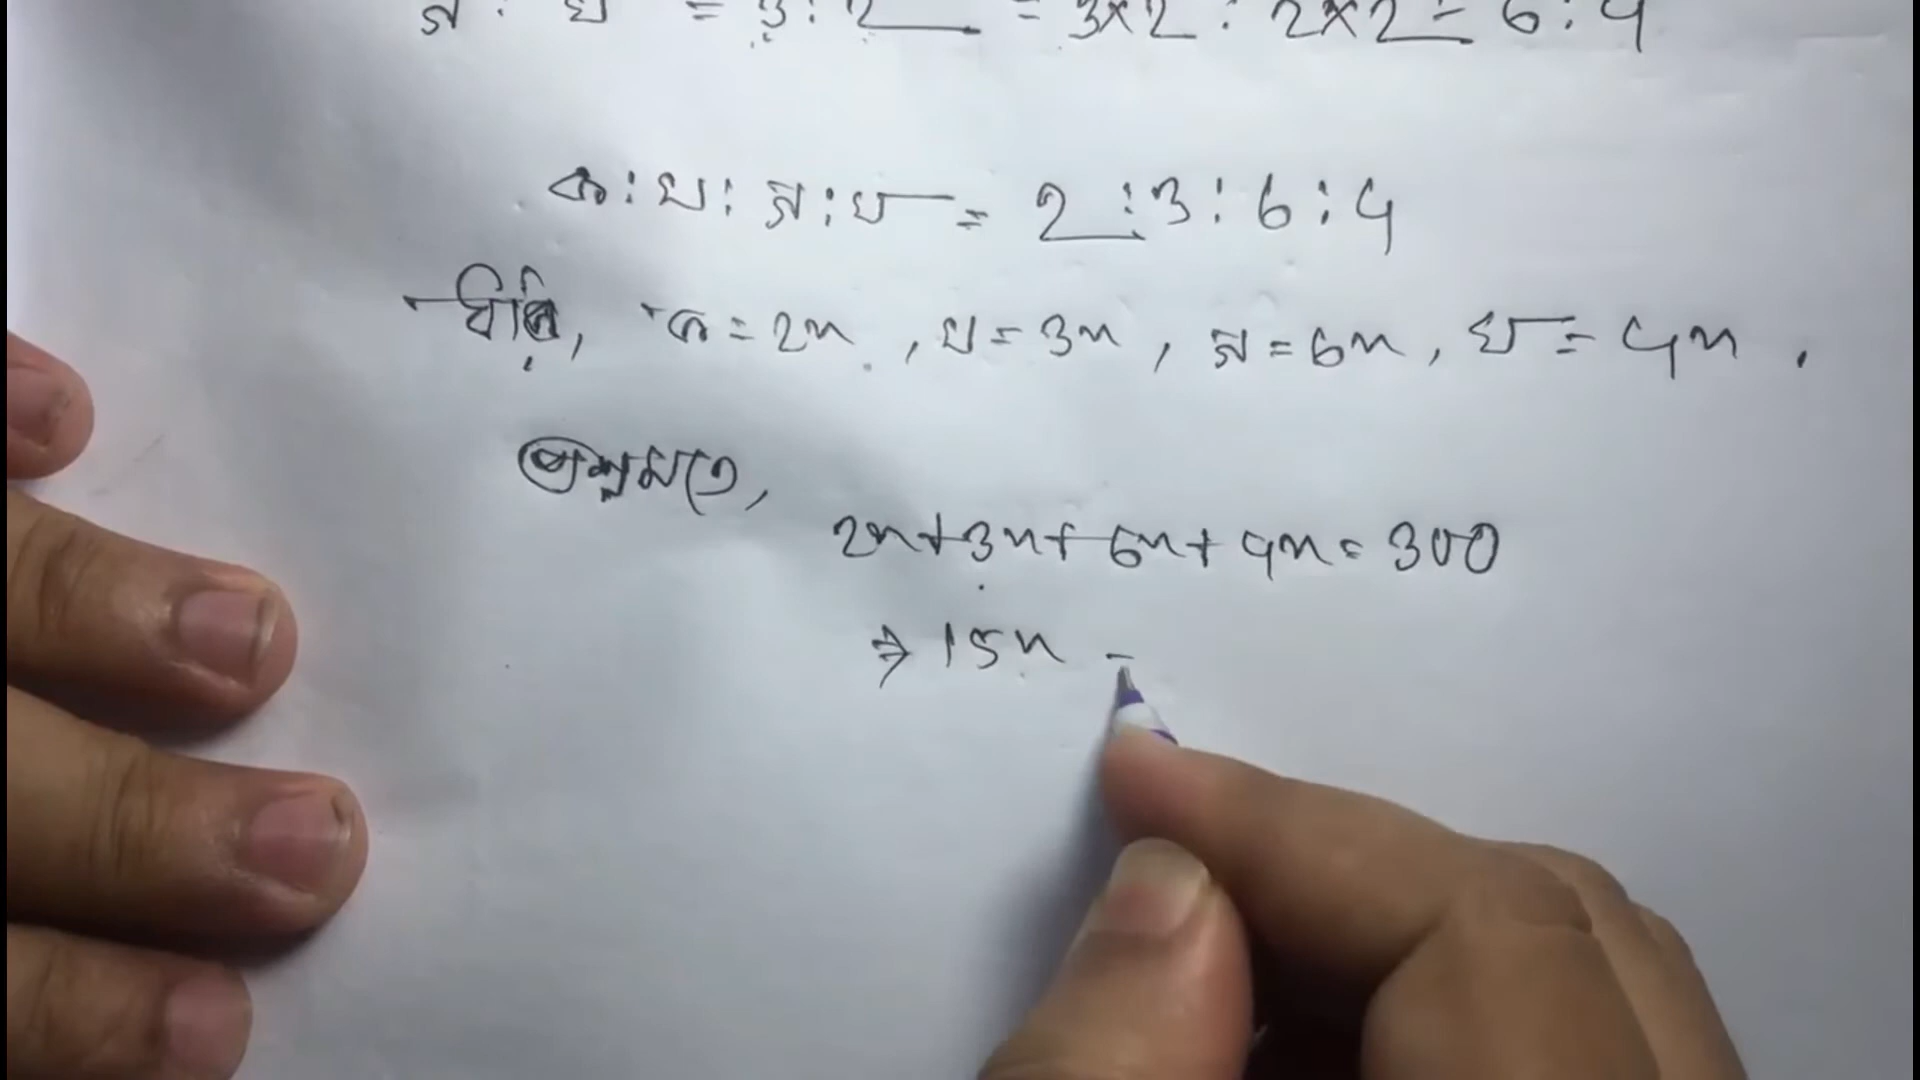 গ : ঘ = 3 : 2 = 3×2 : 2×2 = 6 : 4
ক : খ : গ : ঘ = 2 : 3 : 6 : 4
ধরি, ক = 2x, খ = 3x, গ = 6x, ঘ = 4x.
প্রশ্নমতে,
2x + 3x + 6x + 4x = 300
⇒ 15x -